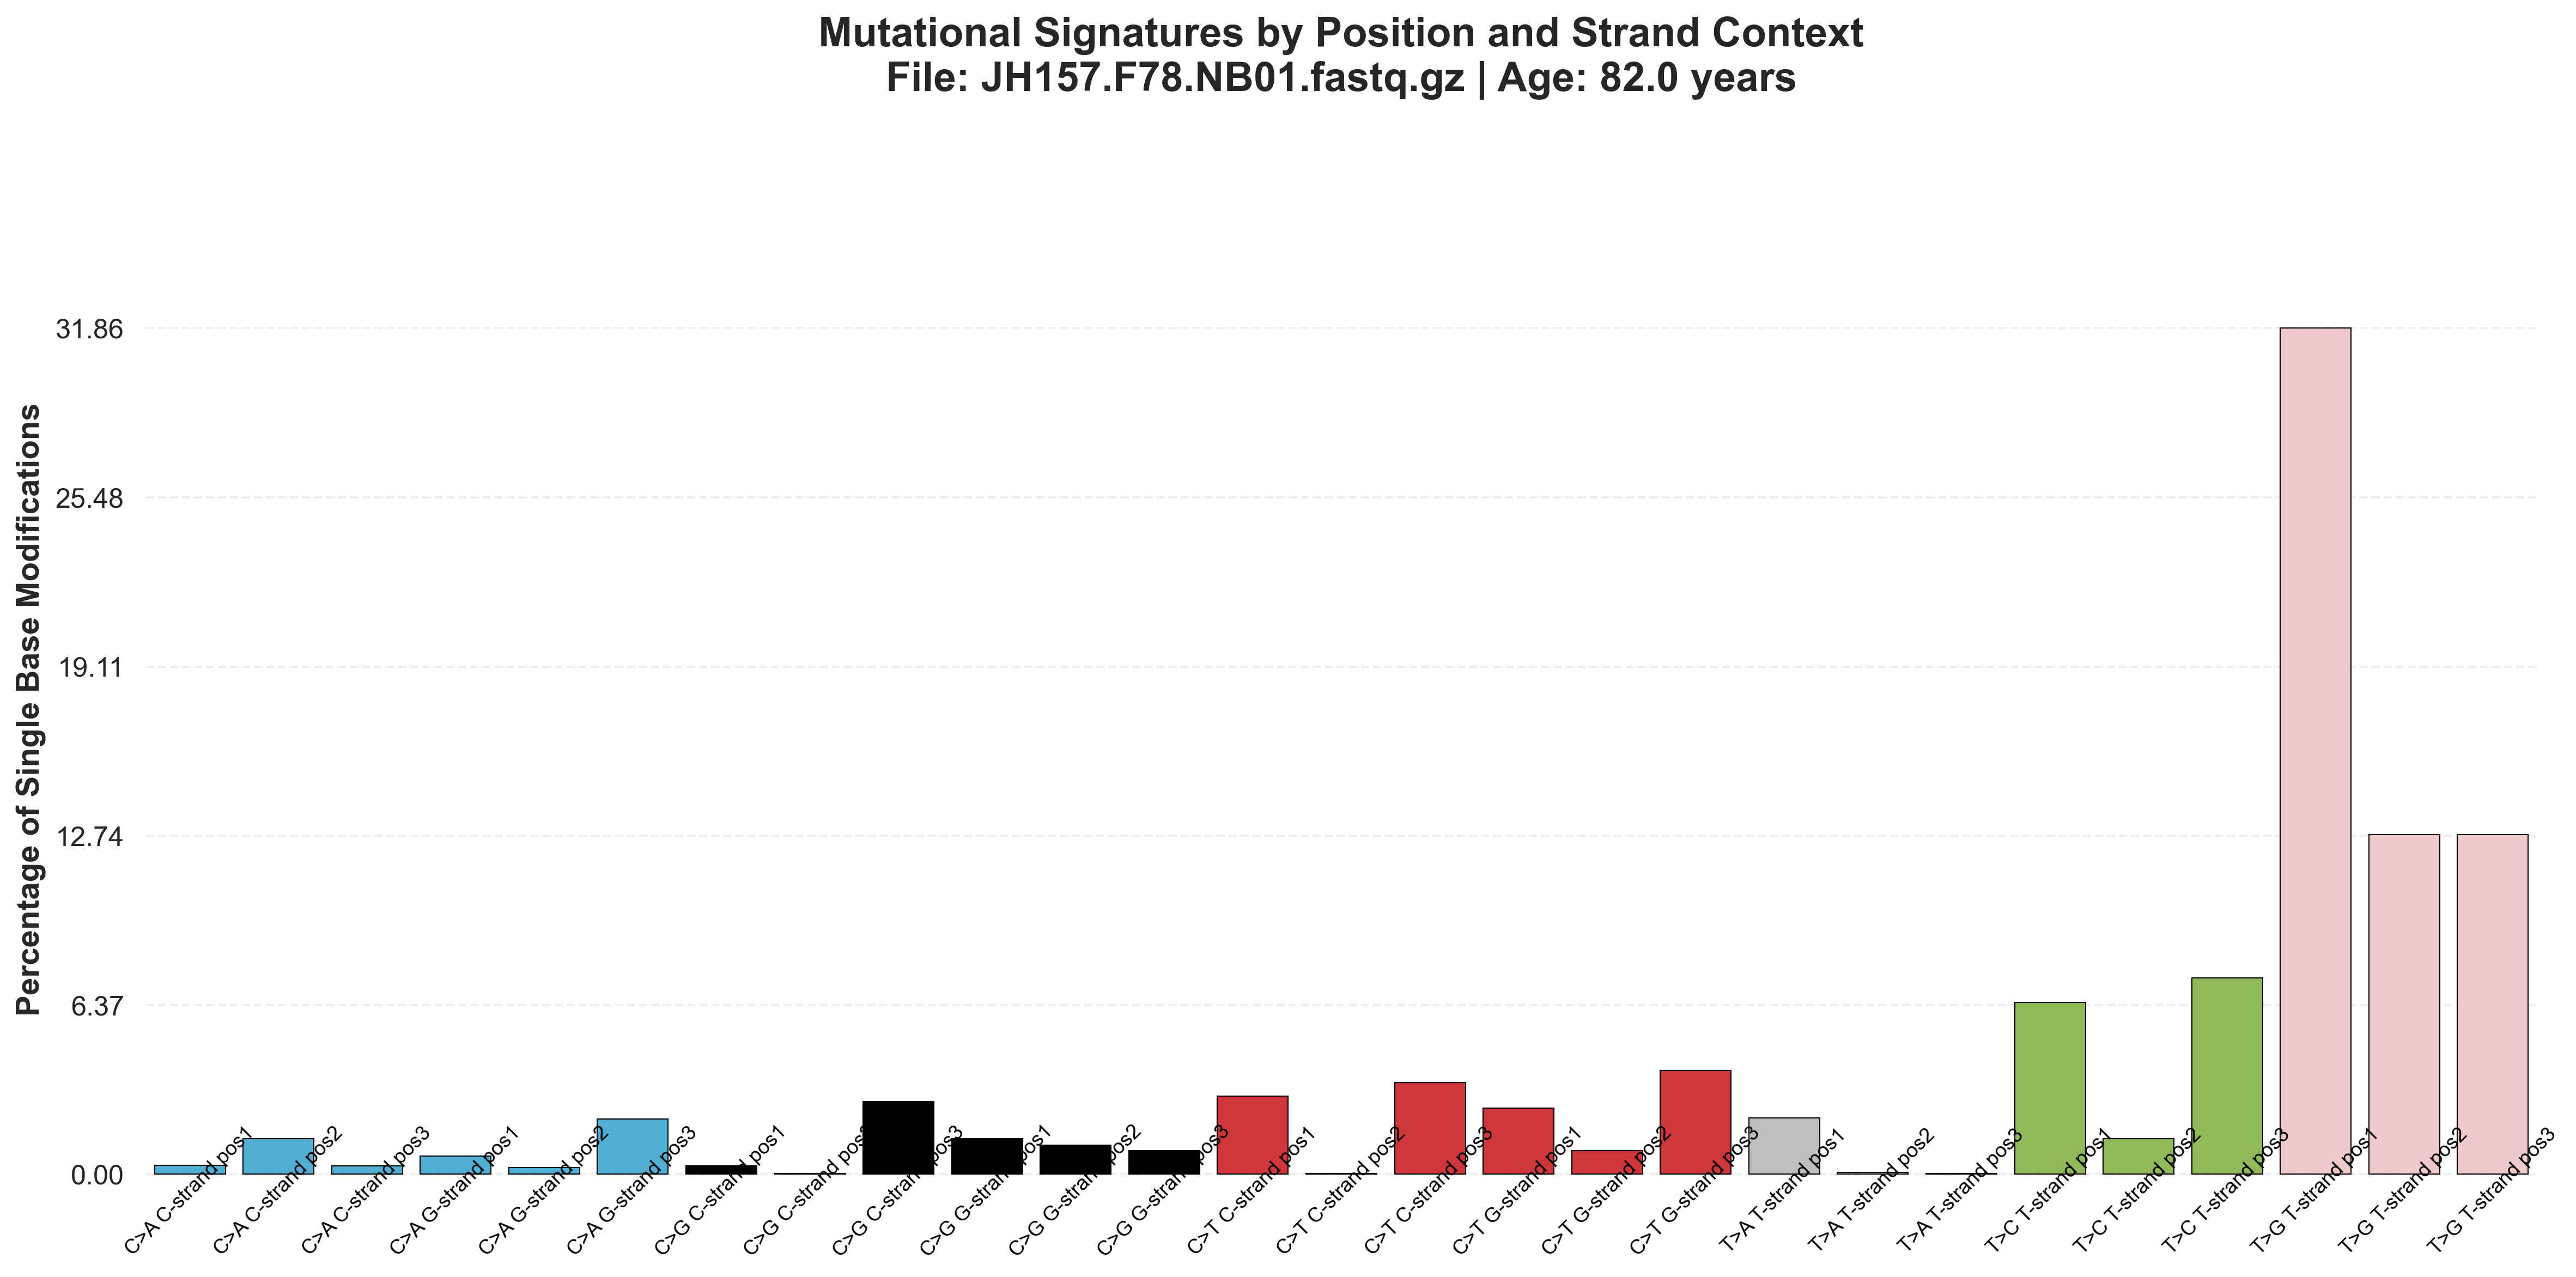 Mutational Signatures by Position and Strand Context
File: JH157.F78.NB01.fastq.gz | Age: 82.0 years
Percentage of Single Base Modifications
31.86
25.48
19.11
12.74
6.37
0.00
C>A C-strand pos1
C>A C-strand pos2
C>A C-strand pos3
C>A G-strand pos1
C>A G-strand pos2
C>A G-strand pos3
C>G C-strand pos1
C>G C-strand pos2
C>G C-strand pos3
C>G G-strand pos1
C>G G-strand pos2
C>G G-strand pos3
C>T C-strand pos1
C>T C-strand pos2
C>T C-strand pos3
C>T G-strand pos1
C>T G-strand pos2
C>T G-strand pos3
T>A T-strand pos1
T>A T-strand pos2
T>A T-strand pos3
T>C T-strand pos1
T>C T-strand pos2
T>C T-strand pos3
T>G T-strand pos1
T>G T-strand pos2
T>G T-strand pos3